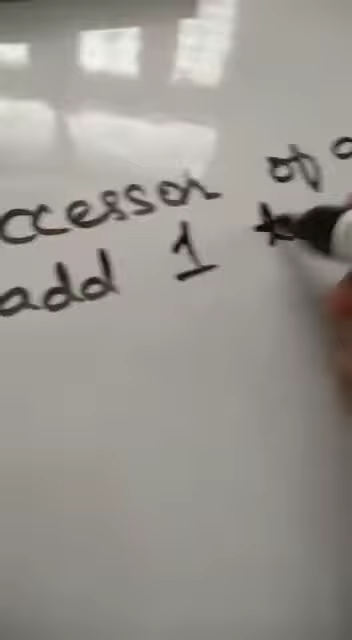 ccessor of a
add 1 t